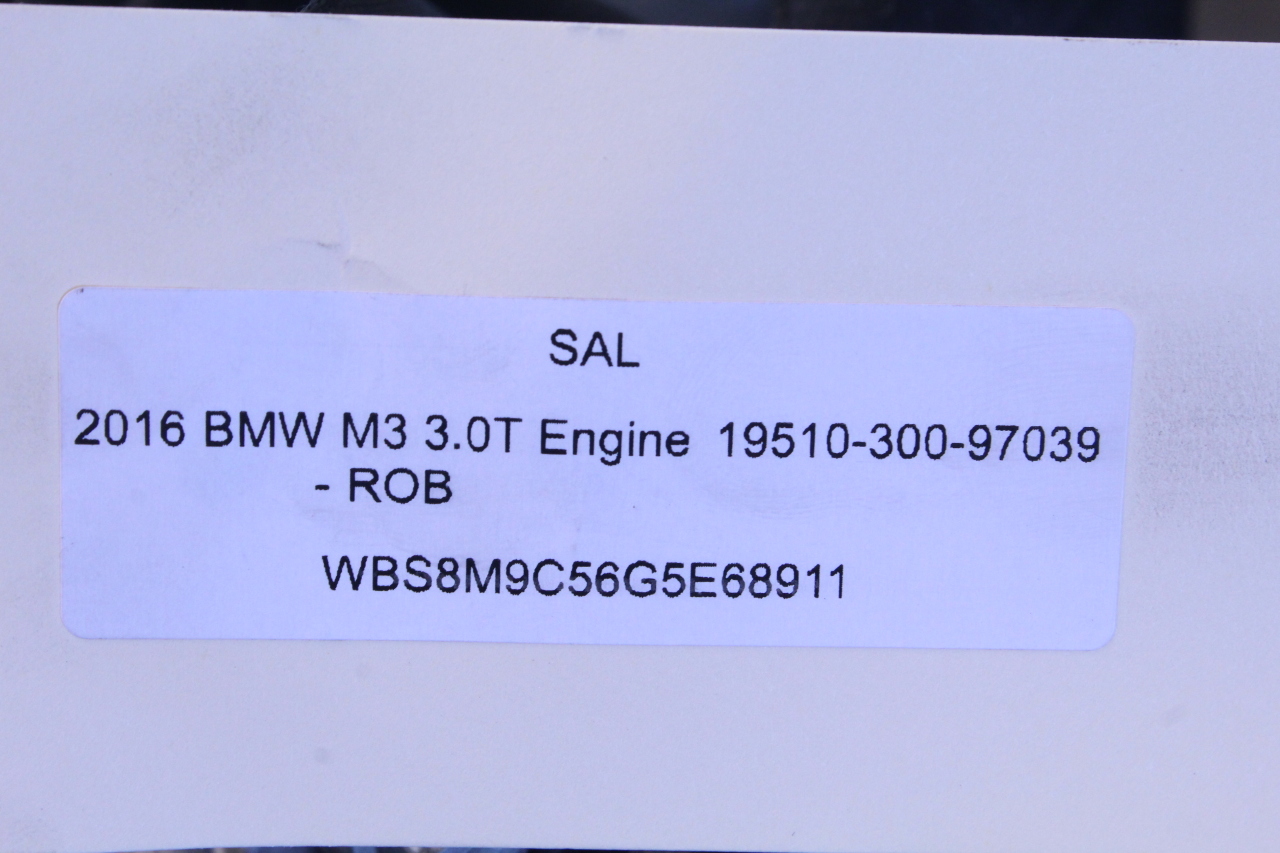 SAL
2016 BMW M3 3.0T Engine 19510-300-97039
- ROB
WBS8M9C56G5E68911